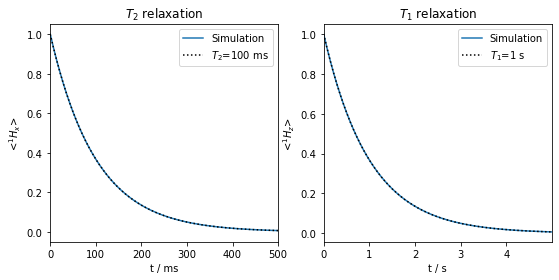 T₂ relaxation
Simulation
T₂=100 ms
<¹Hₓ>
1.0
0.8
0.6
0.4
0.2
0.0
0 100 200 300 400 500
t / ms
T₁ relaxation
Simulation
T₁=1 s
<¹H_z>
1.0
0.8
0.6
0.4
0.2
0.0
0 1 2 3 4
t / s